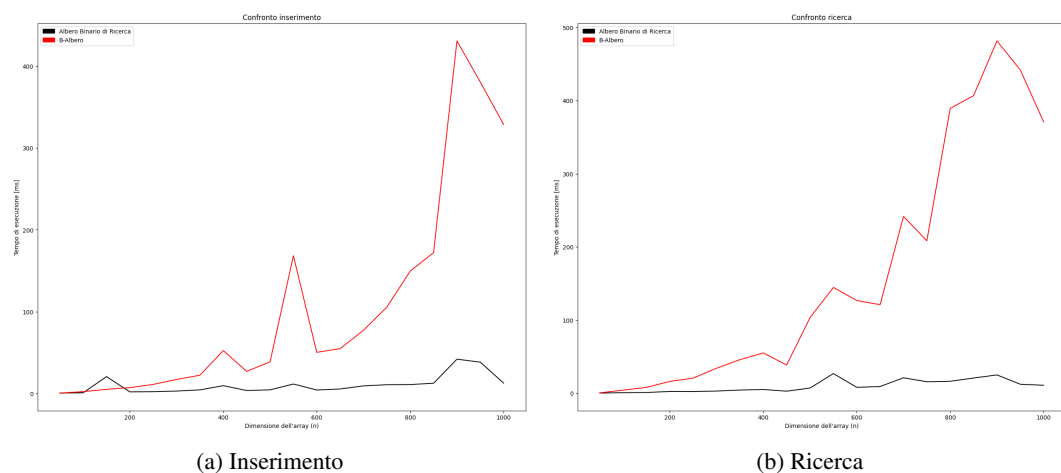 Confronto inserimento
Albero Binario di Ricerca
B-Albero
400
300
200
100
0
Tempo di esecuzione [ms]
200
400
600
800
1000
Dimensione dell'array (n)
(a) Inserimento
Confronto ricerca
Albero Binario di Ricerca
B-Albero
500
400
300
200
100
0
Tempo di esecuzione [ms]
200
400
600
800
1000
Dimensione dell'array (n)
(b) Ricerca